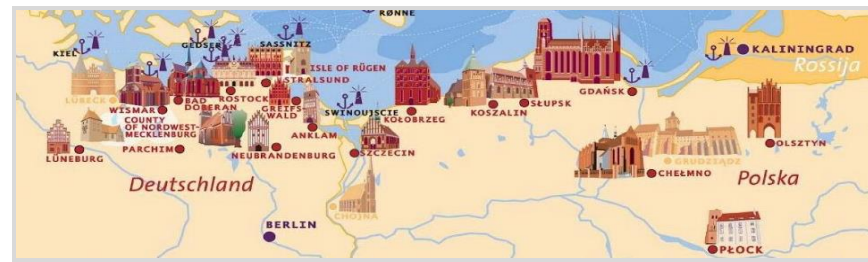 RØNNE
KIEL
GEDSER
SASSNITZ
KALININGRAD
Rossija
ISLE OF RÜGEN
STRALSUND
LÜBECK
WISMAR
BAD
DOBERAN
ROSTOCK
GREIFS-
WALD
SWINOUJSCIE
KOŁOBRZEG
KOSZALIN
SŁUPSK
GDAŃSK
COUNTY
OF NORDWEST-
MECKLENBURG
ANKLAM
LÜNEBURG
PARCHIM
NEUBRANDENBURG
SZCZECIN
OLSZTYN
GRUDZIĄDZ
CHEŁMNO
Deutschland
Polska
CHOJNA
BERLIN
PŁOCK